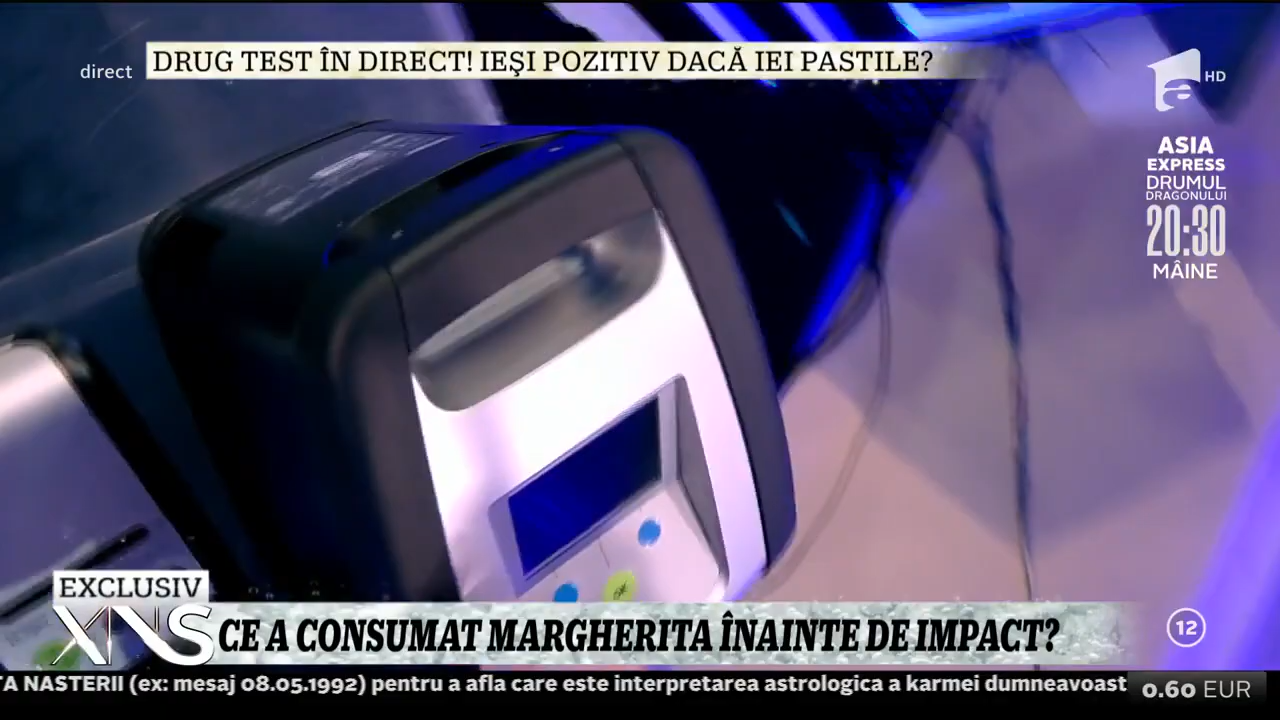 direct
DRUG TEST ÎN DIRECT! IEŞI POZITIV DACĂ IEI PASTILE?
HD
ASIA
EXPRESS
DRUMUL
DRAGONULUI
20:30
MÂINE
EXCLUSIV
XNS
CE A CONSUMAT MARGHERITA ÎNAINTE DE IMPACT?
12
TA NASTERII (ex: mesaj 08.05.1992) pentru a afla care este interpretarea astrologica a karmei dumneavoast
0.60 EUR